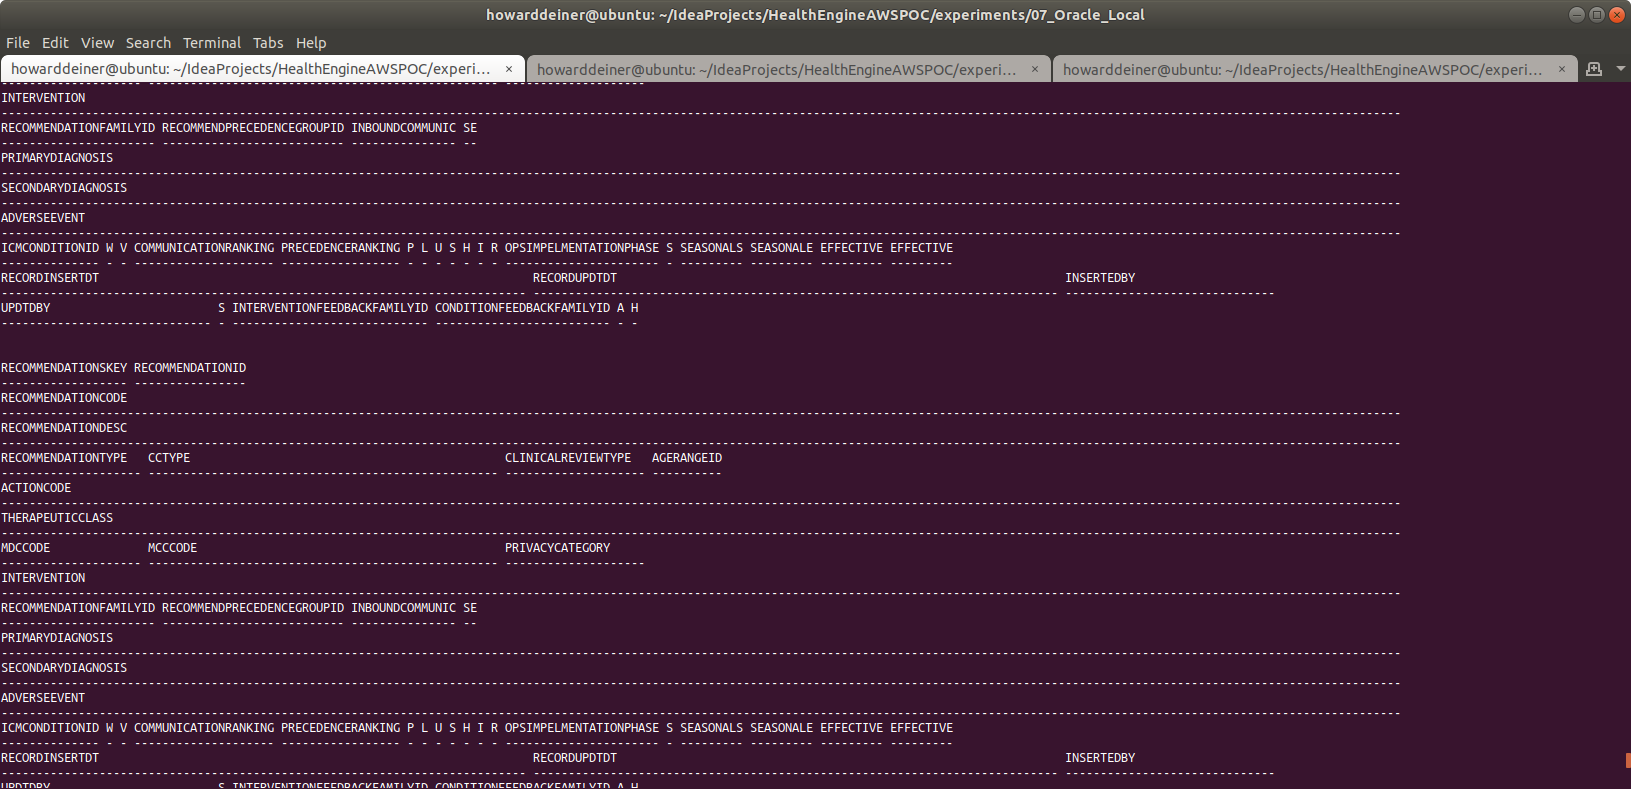 howarddeiner@ubuntu: ~/IdeaProjects/HealthEngineAWSPOC/experiments/07_Oracle_Local
File Edit View Search Terminal Tabs Help
howarddeiner@ubuntu: ~/IdeaProjects/HealthEngineAWSPOC/experi... × howarddeiner@ubuntu: ~/IdeaProjects/HealthEngineAWSPOC/experi... × howarddeiner@ubuntu: ~/IdeaProjects/HealthEngineAWSPOC/experi... ×
INTERVENTION
RECOMMENDATIONFAMILYID RECOMMENDPRECEDENCEGROUPID INBOUNDCOMMUNIC SE
PRIMARYDIAGNOSIS
SECONDARYDIAGNOSIS
ADVERSEEVENT
ICMCONDITIONID W V COMMUNICATIONRANKING PRECEDENCERANKING P L U S H I R OPSIMPELMENTATIONPHASE S SEASONALS SEASONALE EFFECTIVE EFFECTIVE
RECORDINSERTDT RECORDUPDTDT INSERTEDBY
UPDTDBY S INTERVENTIONFEEDBACKFAMILYID CONDITIONFEEDBACKFAMILYID A H
RECOMMENDATIONSKEY RECOMMENDATIONID
RECOMMENDATIONCODE
RECOMMENDATIONDESC
RECOMMENDATIONTYPE CCTYPE CLINICALREVIEWTYPE AGERANGEID
ACTIONCODE
THERAPEUTICCLASS
MDCCODE MCCCODE PRIVACYCATEGORY
INTERVENTION
RECOMMENDATIONFAMILYID RECOMMENDPRECEDENCEGROUPID INBOUNDCOMMUNIC SE
PRIMARYDIAGNOSIS
SECONDARYDIAGNOSIS
ADVERSEEVENT
ICMCONDITIONID W V COMMUNICATIONRANKING PRECEDENCERANKING P L U S H I R OPSIMPELMENTATIONPHASE S SEASONALS SEASONALE EFFECTIVE EFFECTIVE
RECORDINSERTDT RECORDUPDTDT INSERTEDBY
UPDTDBY S INTERVENTIONFEEDBACKFAMILYID CONDITIONFEEDBACKFAMILYID A H